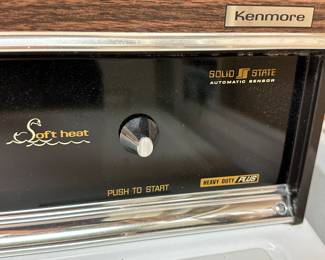 Kenmore
SOLID STATE
AUTOMATIC SENSOR
Soft heat
PUSH TO START
HEAVY DUTY PLUS